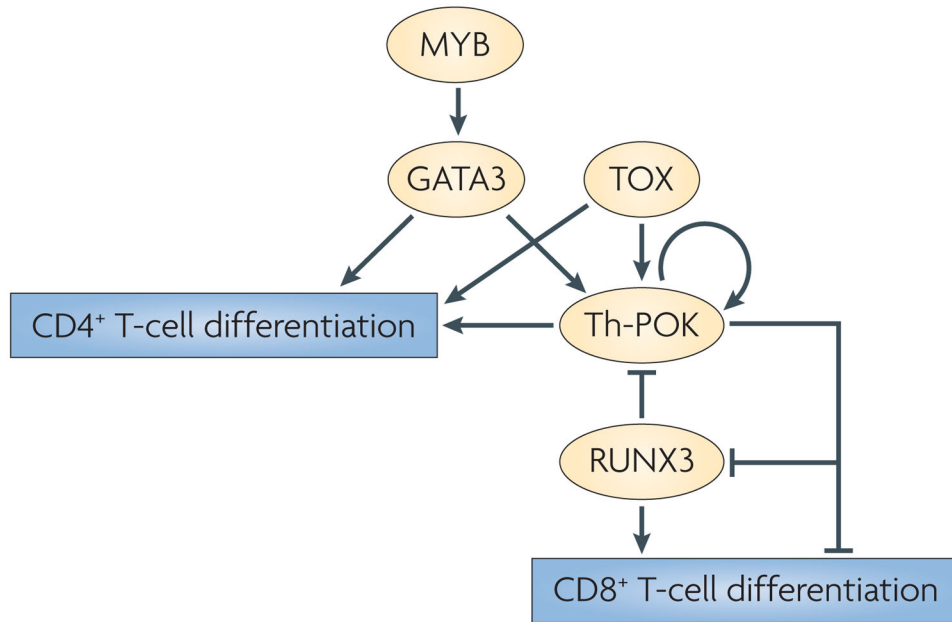 MYB
GATA3
TOX
CD4⁺ T-cell differentiation
Th-POK
RUNX3
CD8⁺ T-cell differentiation